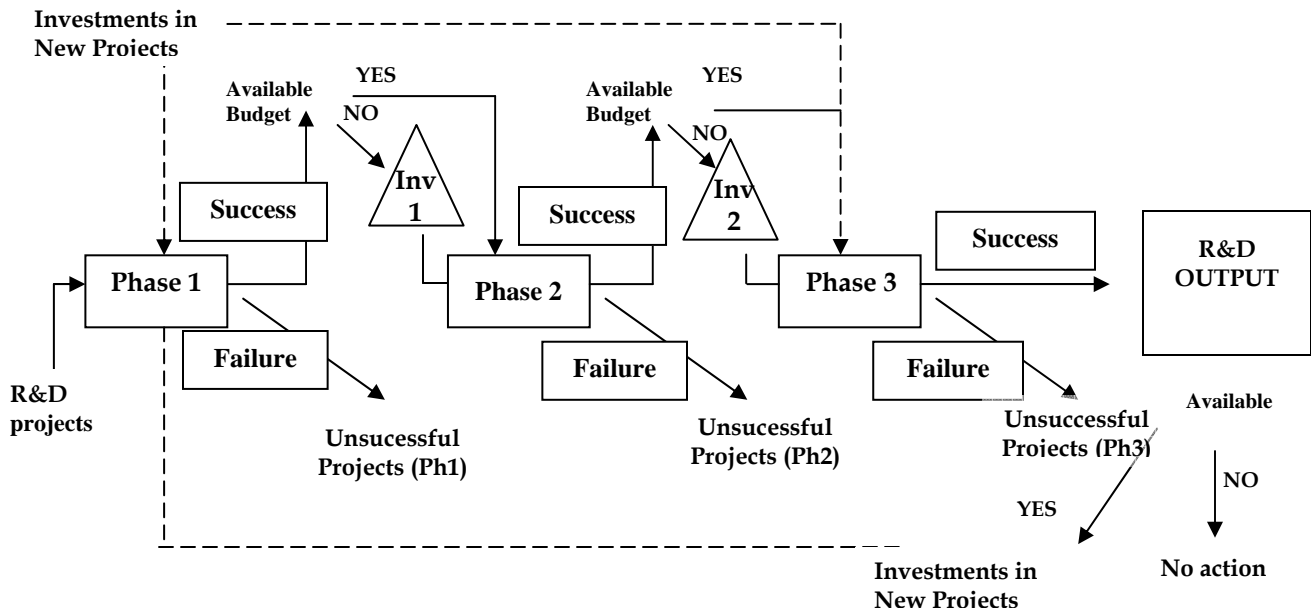 Investments in
New Projects
Available
Budget
YES
NO
Available
Budget
YES
NO
Inv
1
Inv
2
Success
Success
Success
R&D
OUTPUT
Phase 1
Phase 2
Phase 3
Failure
Failure
Failure
R&D
projects
Unsucessful
Projects (Ph1)
Unsucessful
Projects (Ph2)
Unsuccessful
Projects (Ph3)
Available
YES
NO
Investments in
New Projects
No action